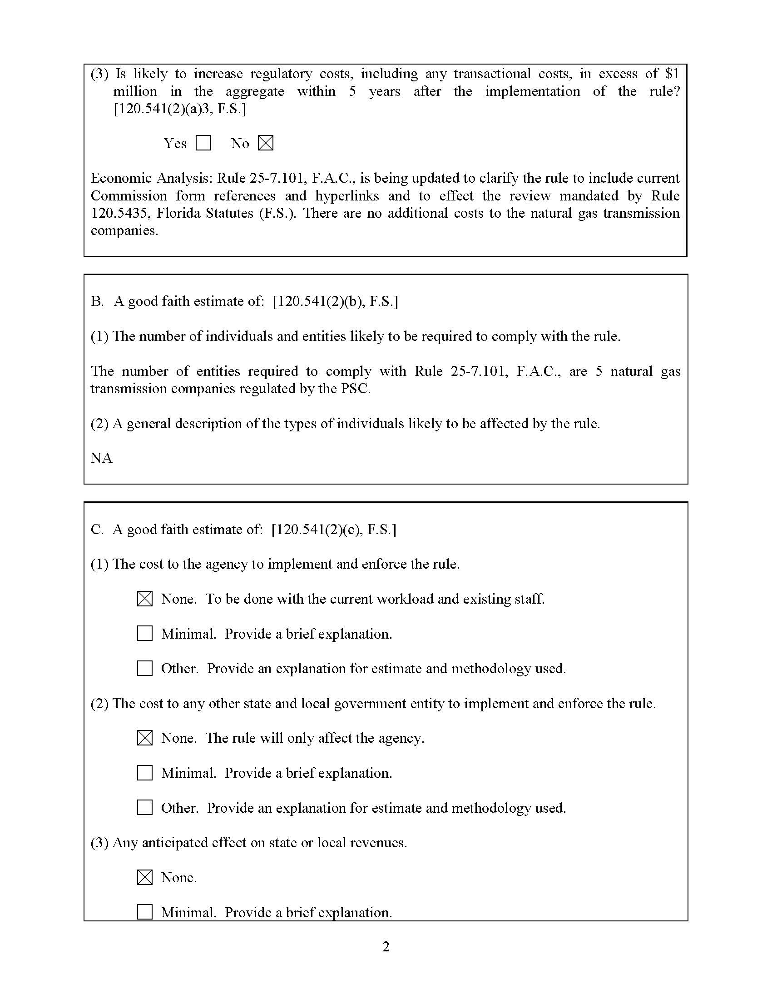 (3) Is likely to increase regulatory costs, including any transactional costs, in excess of $1
million in the aggregate within 5 years after the implementation of the rule?
[120.541(2)(a)3, F.S.]
Yes ☐ No ☒
Economic Analysis: Rule 25-7.101, F.A.C., is being updated to clarify the rule to include current
Commission form references and hyperlinks and to effect the review mandated by Rule
120.5435, Florida Statutes (F.S.). There are no additional costs to the natural gas transmission
companies.
B. A good faith estimate of: [120.541(2)(b), F.S.]
(1) The number of individuals and entities likely to be required to comply with the rule.
The number of entities required to comply with Rule 25-7.101, F.A.C., are 5 natural gas
transmission companies regulated by the PSC.
(2) A general description of the types of individuals likely to be affected by the rule.
NA
C. A good faith estimate of: [120.541(2)(c), F.S.]
(1) The cost to the agency to implement and enforce the rule.
☒ None. To be done with the current workload and existing staff.
☐ Minimal. Provide a brief explanation.
☐ Other. Provide an explanation for estimate and methodology used.
(2) The cost to any other state and local government entity to implement and enforce the rule.
☒ None. The rule will only affect the agency.
☐ Minimal. Provide a brief explanation.
☐ Other. Provide an explanation for estimate and methodology used.
(3) Any anticipated effect on state or local revenues.
☒ None.
☐ Minimal. Provide a brief explanation.
2